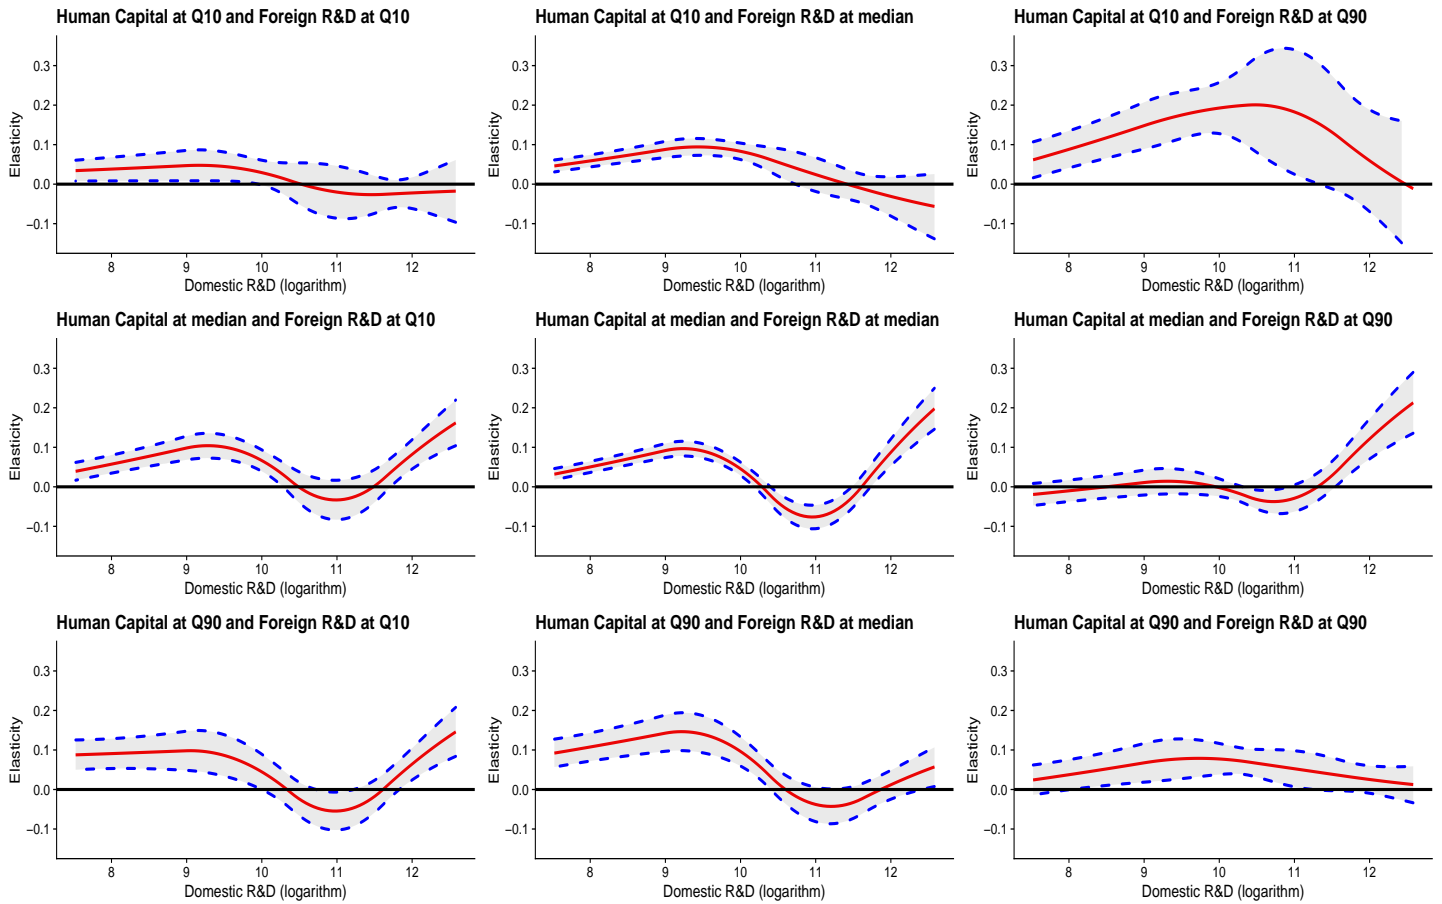 Human Capital at Q10 and Foreign R&D at Q10
Elasticity
0.3
0.2
0.1
0.0
−0.1
8 9 10 11 12
Domestic R&D (logarithm)
Human Capital at Q10 and Foreign R&D at median
Elasticity
0.3
0.2
0.1
0.0
−0.1
8 9 10 11 12
Domestic R&D (logarithm)
Human Capital at Q10 and Foreign R&D at Q90
Elasticity
0.3
0.2
0.1
0.0
−0.1
8 9 10 11 12
Domestic R&D (logarithm)
Human Capital at median and Foreign R&D at Q10
Elasticity
0.3
0.2
0.1
0.0
−0.1
8 9 10 11 12
Domestic R&D (logarithm)
Human Capital at median and Foreign R&D at median
Elasticity
0.3
0.2
0.1
0.0
−0.1
8 9 10 11 12
Domestic R&D (logarithm)
Human Capital at median and Foreign R&D at Q90
Elasticity
0.3
0.2
0.1
0.0
−0.1
8 9 10 11 12
Domestic R&D (logarithm)
Human Capital at Q90 and Foreign R&D at Q10
Elasticity
0.3
0.2
0.1
0.0
−0.1
8 9 10 11 12
Domestic R&D (logarithm)
Human Capital at Q90 and Foreign R&D at median
Elasticity
0.3
0.2
0.1
0.0
−0.1
8 9 10 11 12
Domestic R&D (logarithm)
Human Capital at Q90 and Foreign R&D at Q90
Elasticity
0.3
0.2
0.1
0.0
−0.1
8 9 10 11 12
Domestic R&D (logarithm)